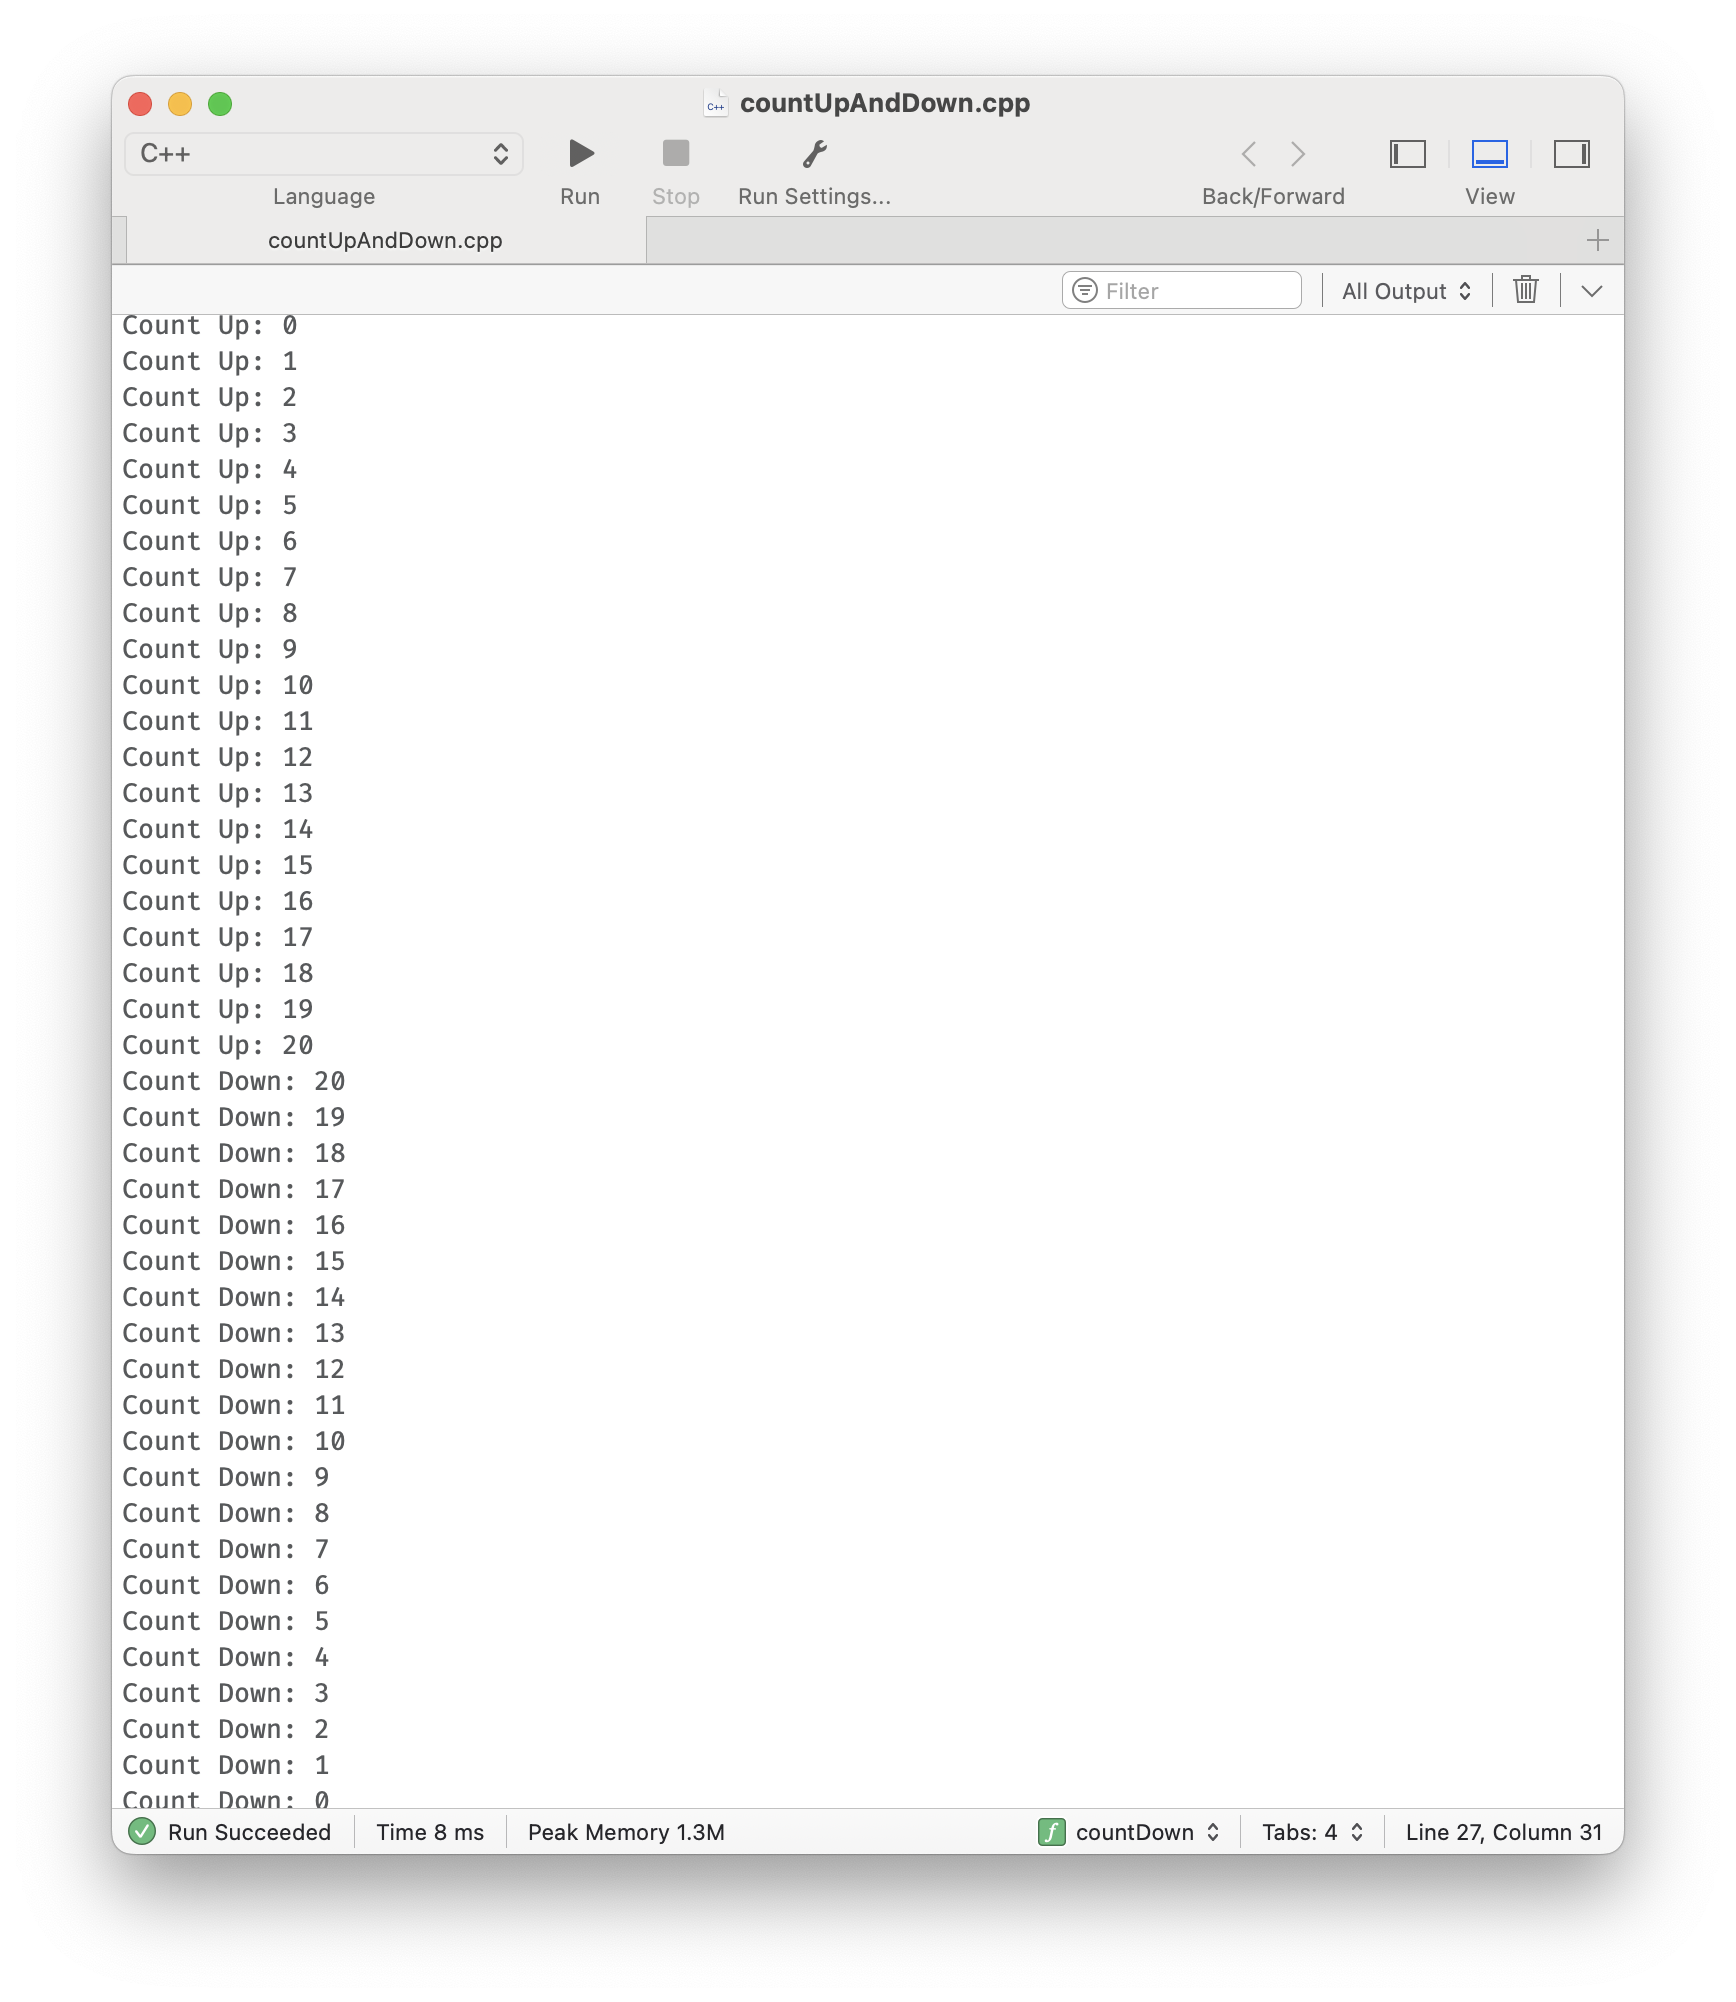 C++ countUpAndDown.cpp
C++
Language Run Stop Run Settings... Back/Forward View
countUpAndDown.cpp
Filter All Output
Count Up: 0
Count Up: 1
Count Up: 2
Count Up: 3
Count Up: 4
Count Up: 5
Count Up: 6
Count Up: 7
Count Up: 8
Count Up: 9
Count Up: 10
Count Up: 11
Count Up: 12
Count Up: 13
Count Up: 14
Count Up: 15
Count Up: 16
Count Up: 17
Count Up: 18
Count Up: 19
Count Up: 20
Count Down: 20
Count Down: 19
Count Down: 18
Count Down: 17
Count Down: 16
Count Down: 15
Count Down: 14
Count Down: 13
Count Down: 12
Count Down: 11
Count Down: 10
Count Down: 9
Count Down: 8
Count Down: 7
Count Down: 6
Count Down: 5
Count Down: 4
Count Down: 3
Count Down: 2
Count Down: 1
Count Down: 0
Run Succeeded Time 8 ms Peak Memory 1.3M f countDown Tabs: 4 Line 27, Column 31